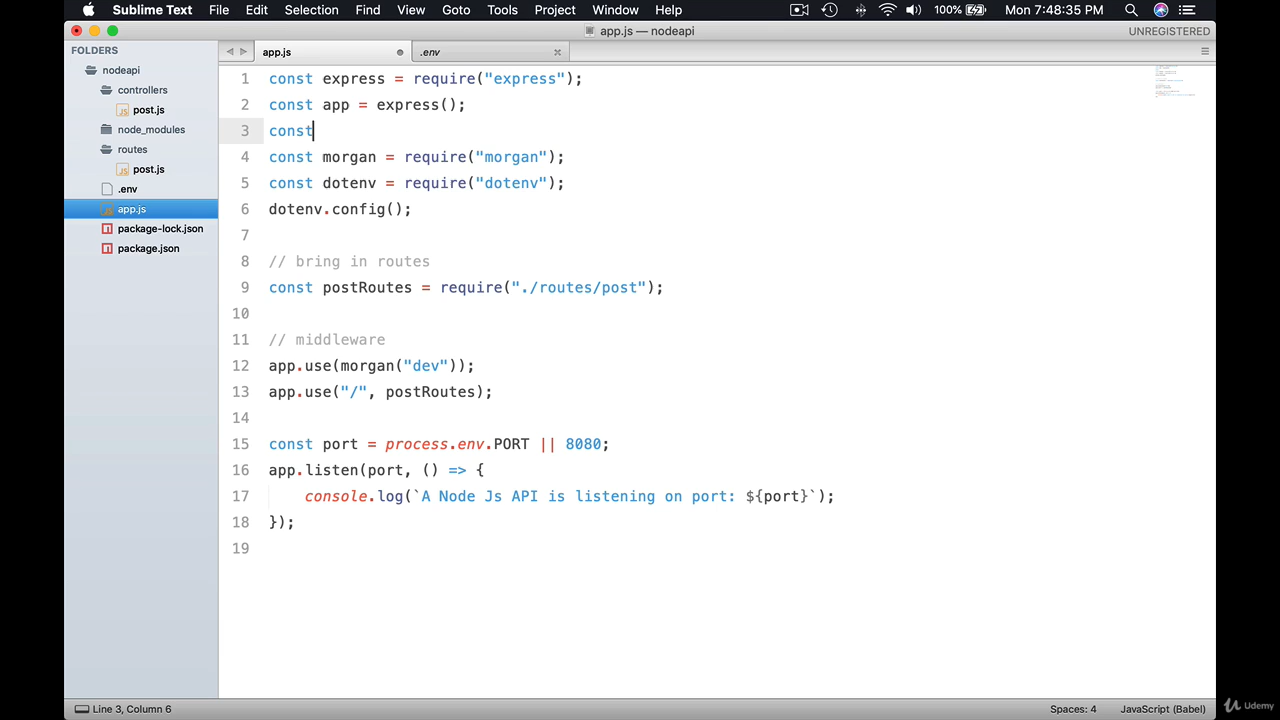 Sublime Text File Edit Selection Find View Goto Tools Project Window Help 100% Mon 7:48:35 PM
app.js — nodeapi UNREGISTERED
FOLDERS
nodeapi
controllers
post.js
node_modules
routes
post.js
.env
app.js
package-lock.json
package.json
app.js .env
1 const express = require("express");
2 const app = express();
3 const
4 const morgan = require("morgan");
5 const dotenv = require("dotenv");
6 dotenv.config();
7
8 // bring in routes
9 const postRoutes = require("./routes/post");
10
11 // middleware
12 app.use(morgan("dev"));
13 app.use("/", postRoutes);
14
15 const port = process.env.PORT || 8080;
16 app.listen(port, () => {
17 console.log(`A Node Js API is listening on port: ${port}`);
18 });
19
Line 3, Column 6 Spaces: 4 JavaScript (Babel)
Udemy